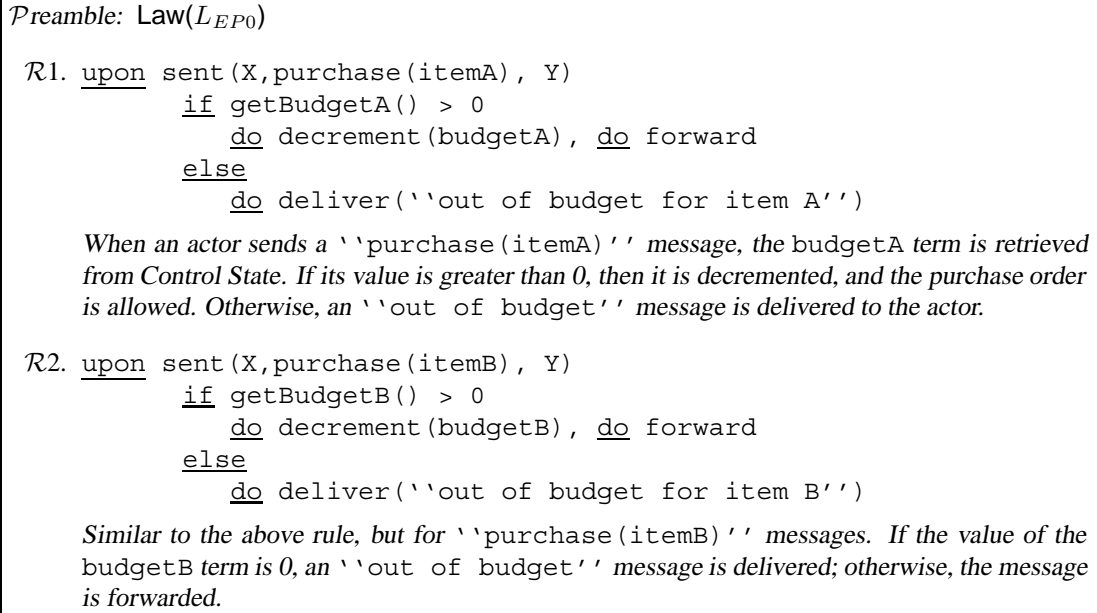 Preamble: Law(L_EP0)
R1. upon sent(X,purchase(itemA), Y)
if getBudgetA() > 0
do decrement(budgetA), do forward
else
do deliver(‘‘out of budget for item A’’)
When an actor sends a ‘‘purchase(itemA)’’ message, the budgetA term is retrieved
from Control State. If its value is greater than 0, then it is decremented, and the purchase order
is allowed. Otherwise, an ‘‘out of budget’’ message is delivered to the actor.
R2. upon sent(X,purchase(itemB), Y)
if getBudgetB() > 0
do decrement(budgetB), do forward
else
do deliver(‘‘out of budget for item B’’)
Similar to the above rule, but for ‘‘purchase(itemB)’’ messages. If the value of the
budgetB term is 0, an ‘‘out of budget’’ message is delivered; otherwise, the message
is forwarded.